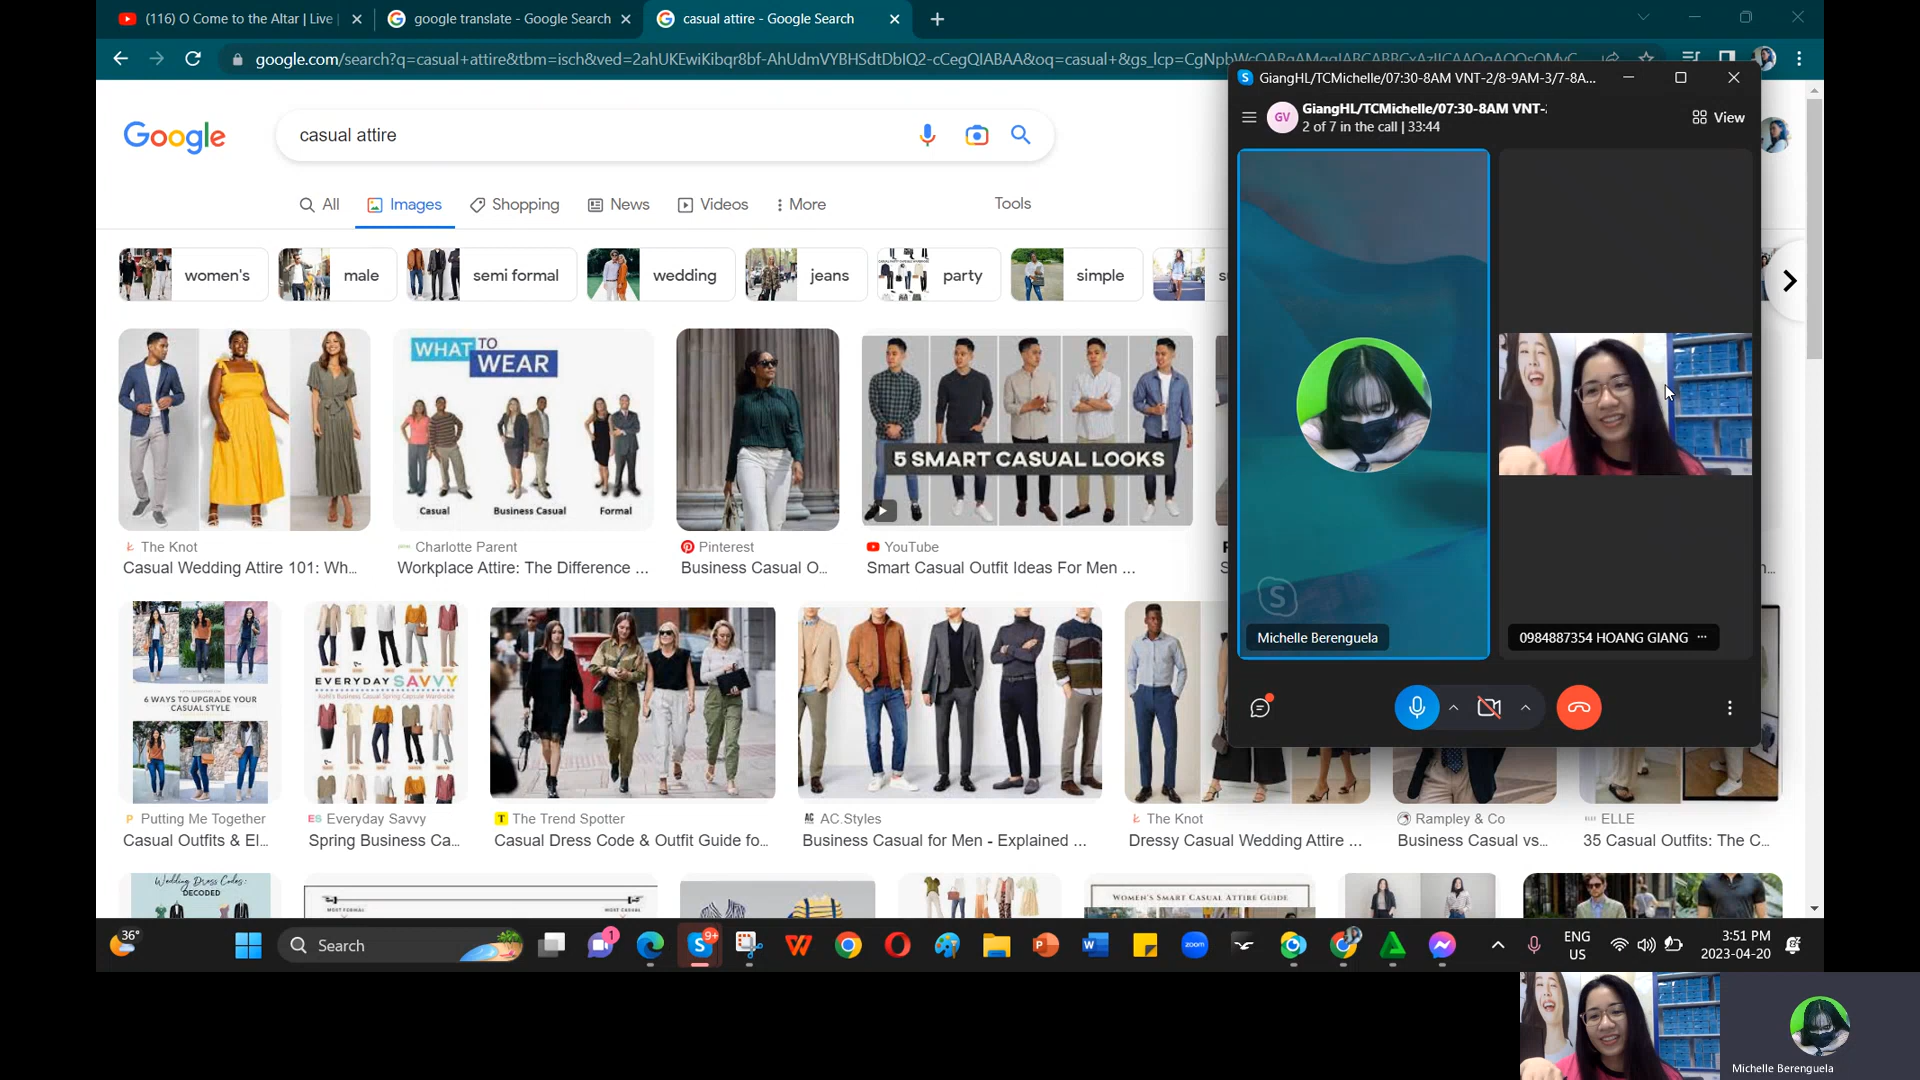 (116) O Come to the Altar | Live |
google translate - Google Search
casual attire - Google Search
google.com/search?q=casual+attire&tbm=isch&ved=
GiangHL/TCMichelle/07:30-8AM VNT-2/8-9AM-3/7-8A...
GV
GiangHL/TCMichelle/07:30-8AM VNT-
2 of 7 in the call | 33:44
View
Google
casual attire
All
Images
Shopping
News
Videos
More
Tools
women's
male
semi formal
wedding
jeans
party
simple
WHAT TO WEAR
Casual
Business Casual
Formal
5 SMART CASUAL LOOKS
The Knot
Casual Wedding Attire 101: Wh...
Charlotte Parent
Workplace Attire: The Difference ...
Pinterest
Business Casual O...
YouTube
Smart Casual Outfit Ideas For Men ...
Michelle Berenguela
0984887354 HOANG GIANG
6 WAYS TO UPGRADE YOUR
CASUAL STYLE
EVERYDAY SAVVY
P Putting Me Together
Casual Outfits & El...
ES Everyday Savvy
Spring Business Ca...
T The Trend Spotter
Casual Dress Code & Outfit Guide fo...
AC AC.Styles
Business Casual for Men - Explained ...
The Knot
Dressy Casual Wedding Attire ...
Rampley & Co
Business Casual vs...
ELLE
35 Casual Outfits: The C...
Wedding Dress Codes:
DECODED
MOST FORMAL
MOST CASUAL
WOMEN'S SMART CASUAL ATTIRE GUIDE
36°
Search
1
9+
zoom
ENG
US
3:51 PM
2023-04-20
Michelle Berenguela